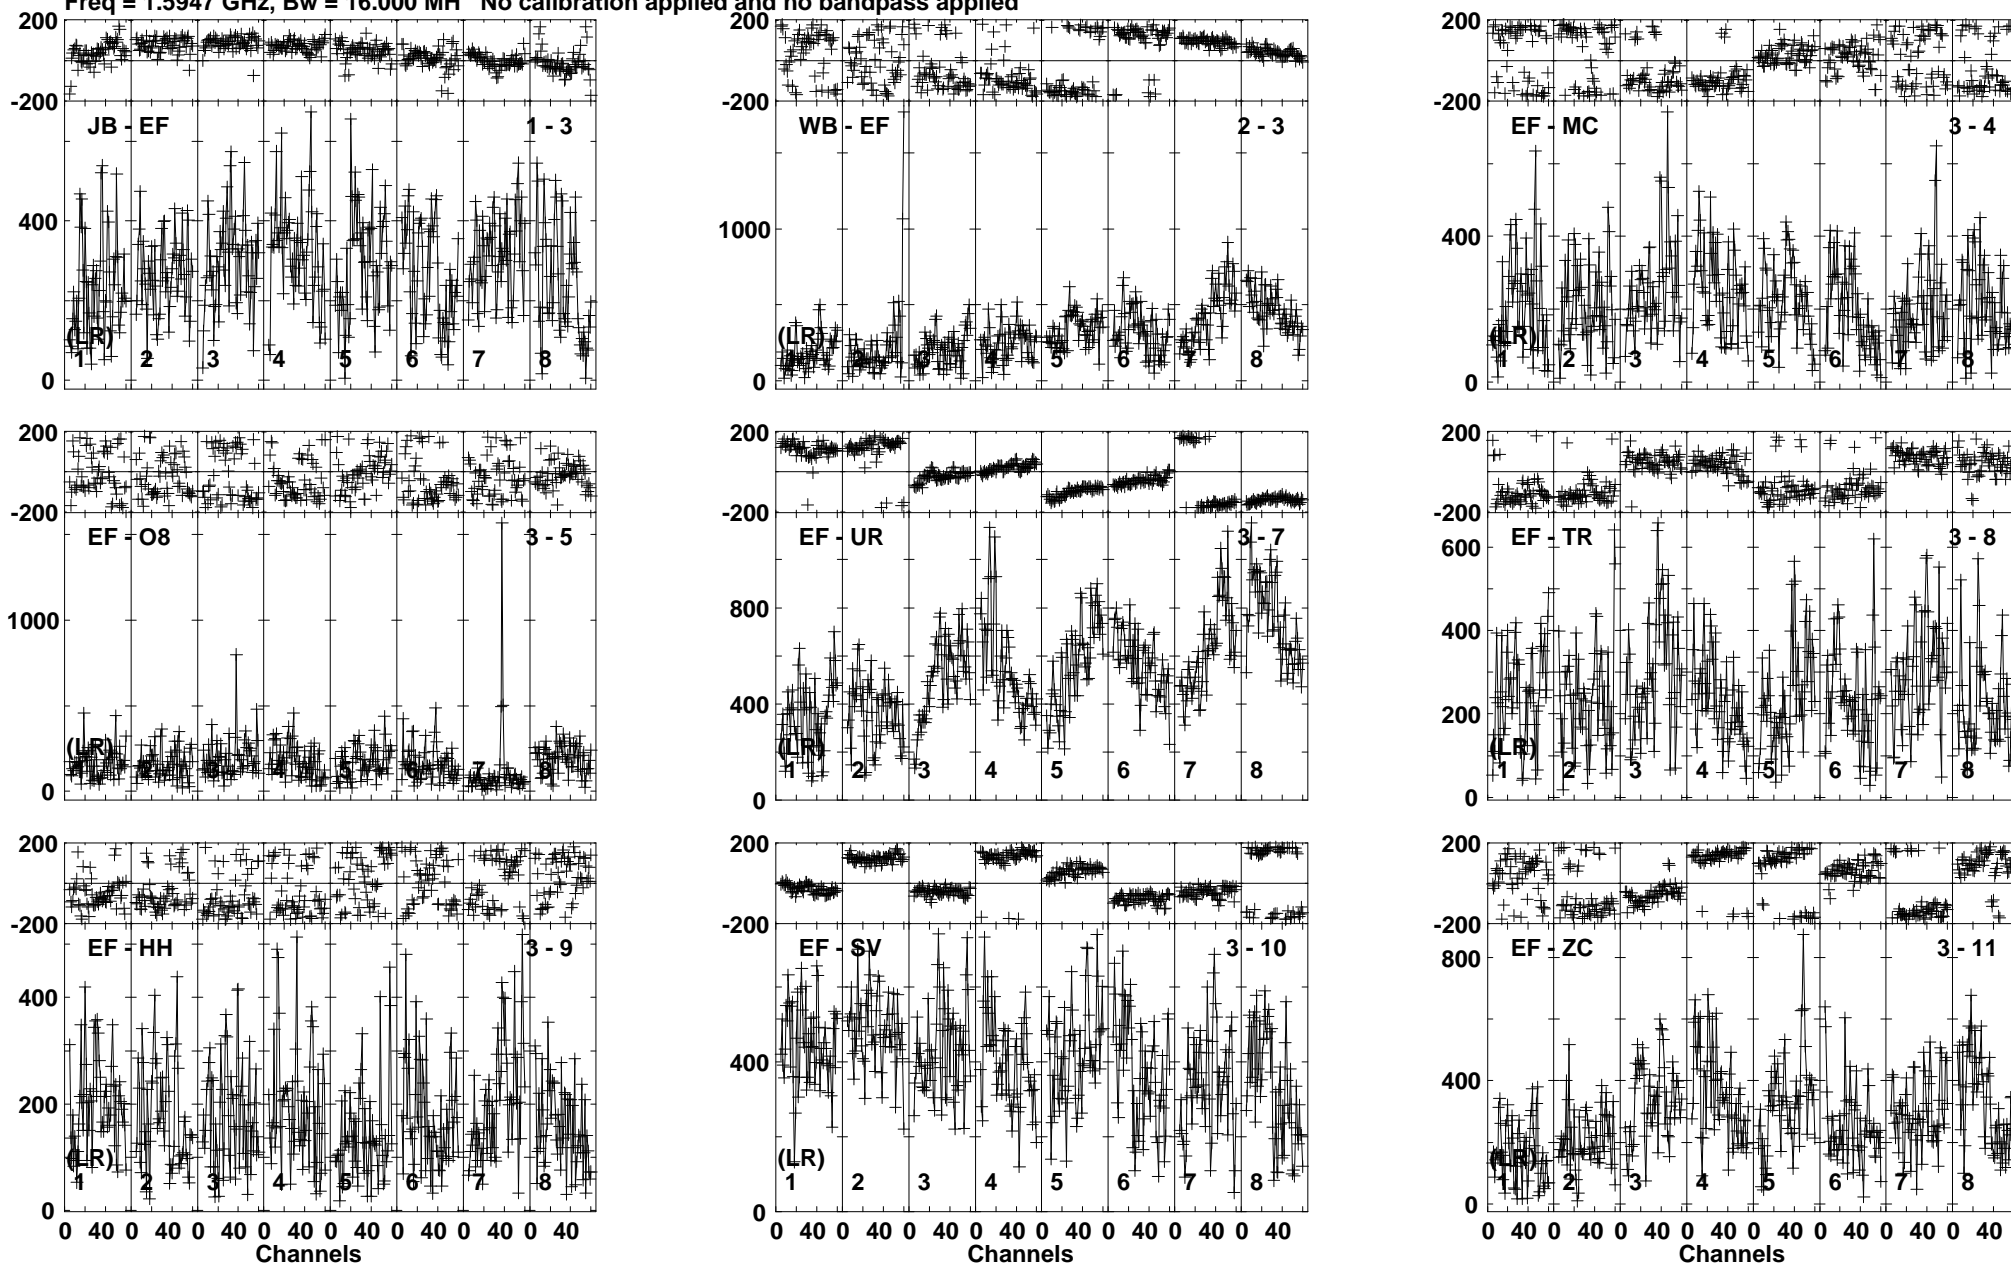 Freq = 1.5947 GHz, Bw = 16.000 MH No calibration applied and no bandpass applied
200 200 200
-200 -200 -200
JB - EF 1 - 3 WB - EF 2 - 3 EF - MC 3 - 4
400 1000 400
(LR) (LR) (LR)
1 2 3 4 5 6 7 8 1 2 3 4 5 6 7 8 1 2 3 4 5 6 7 8
0 0 0
200 200 200
-200 -200 -200
EF - O8 3 - 5 EF - UR 3 - 7 EF - TR 3 - 8
1000 800 600
400 400
200
(LR) (LR) (LR)
1 2 3 4 5 6 7 8 1 2 3 4 5 6 7 8 1 2 3 4 5 6 7 8
0 0 0
200 200 200
-200 -200 -200
EF - HH 3 - 9 EF - SV 3 - 10 EF - ZC 3 - 11
400 400 800
200 400
(LR) (LR) (LR)
1 2 3 4 5 6 7 8 1 2 3 4 5 6 7 8 1 2 3 4 5 6 7 8
0 0 0
0 40 0 40 0 40 0 40 0 40 0 40 0 40 0 40 0 40 0 40 0 40 0 40 0 40 0 40 0 40 0 40 0 40 0 40 0 40 0 40 0 40 0 40 0 40 0 40
Channels Channels Channels